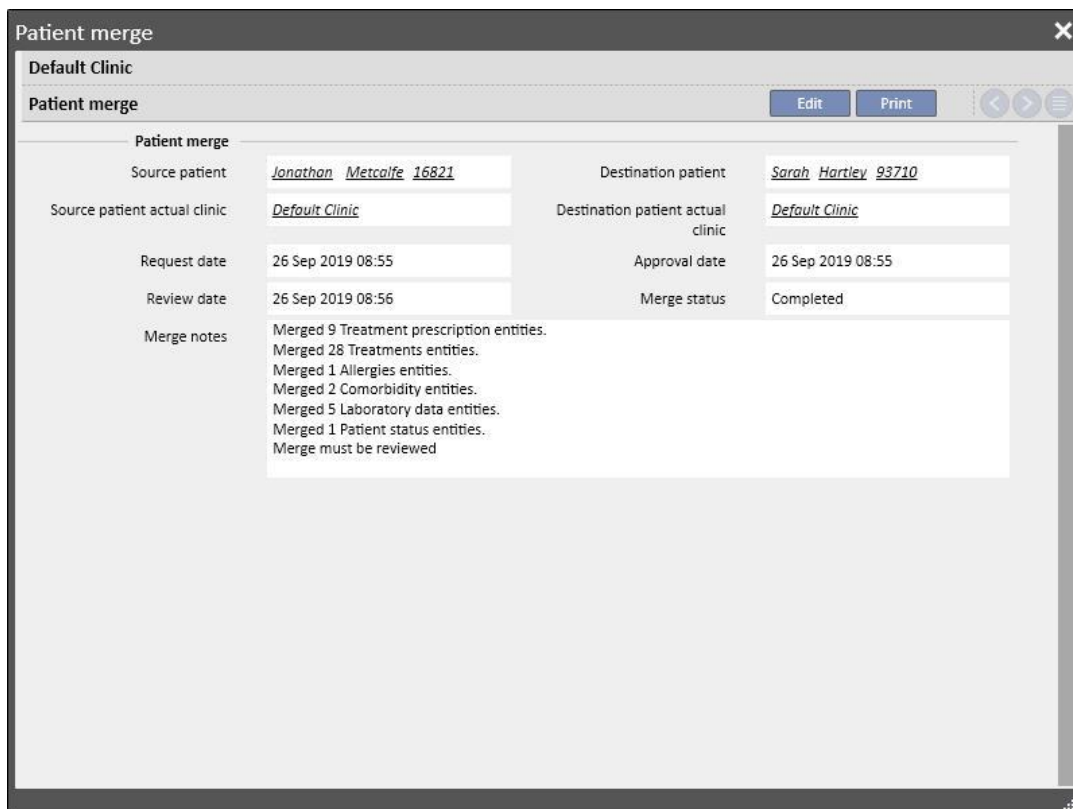 Patient merge
Default Clinic
Patient merge Edit Print
Patient merge
Source patient Jonathan Metcalfe 16821 Destination patient Sarah Hartley 93710
Source patient actual clinic Default Clinic Destination patient actual Default Clinic
clinic
Request date 26 Sep 2019 08:55 Approval date 26 Sep 2019 08:55
Review date 26 Sep 2019 08:56 Merge status Completed
Merge notes Merged 9 Treatment prescription entities.
Merged 28 Treatments entities.
Merged 1 Allergies entities.
Merged 2 Comorbidity entities.
Merged 5 Laboratory data entities.
Merged 1 Patient status entities.
Merge must be reviewed